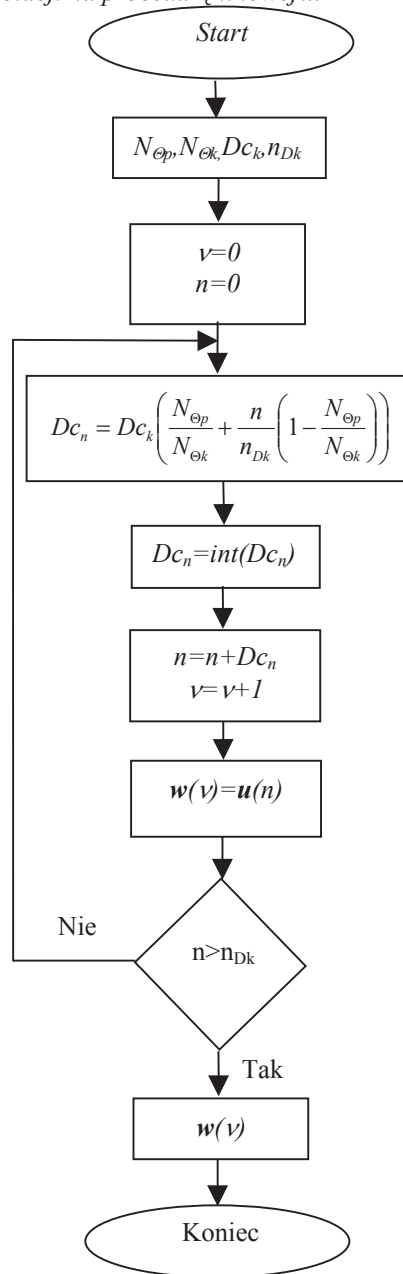 Start
N_Θp,N_Θk,Dc_k,n_Dk
ν=0
n=0
Dc_n = Dc_k(N_Θp/N_Θk + n/n_Dk(1 − N_Θp/N_Θk))
Dc_n=int(Dc_n)
n=n+Dc_n
ν=ν+1
w(ν)=u(n)
Nie
n>n_Dk
Tak
w(ν)
Koniec